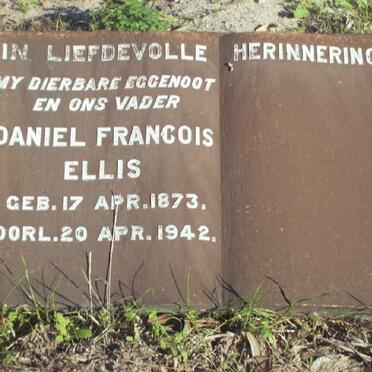 IN LIEFDEVOLLE HERINNERING
MY DIERBARE EGGENOOT
EN ONS VADER
DANIEL FRANCOIS
ELLIS
GEB. 17 APR. 1873.
OORL. 20 APR. 1942.